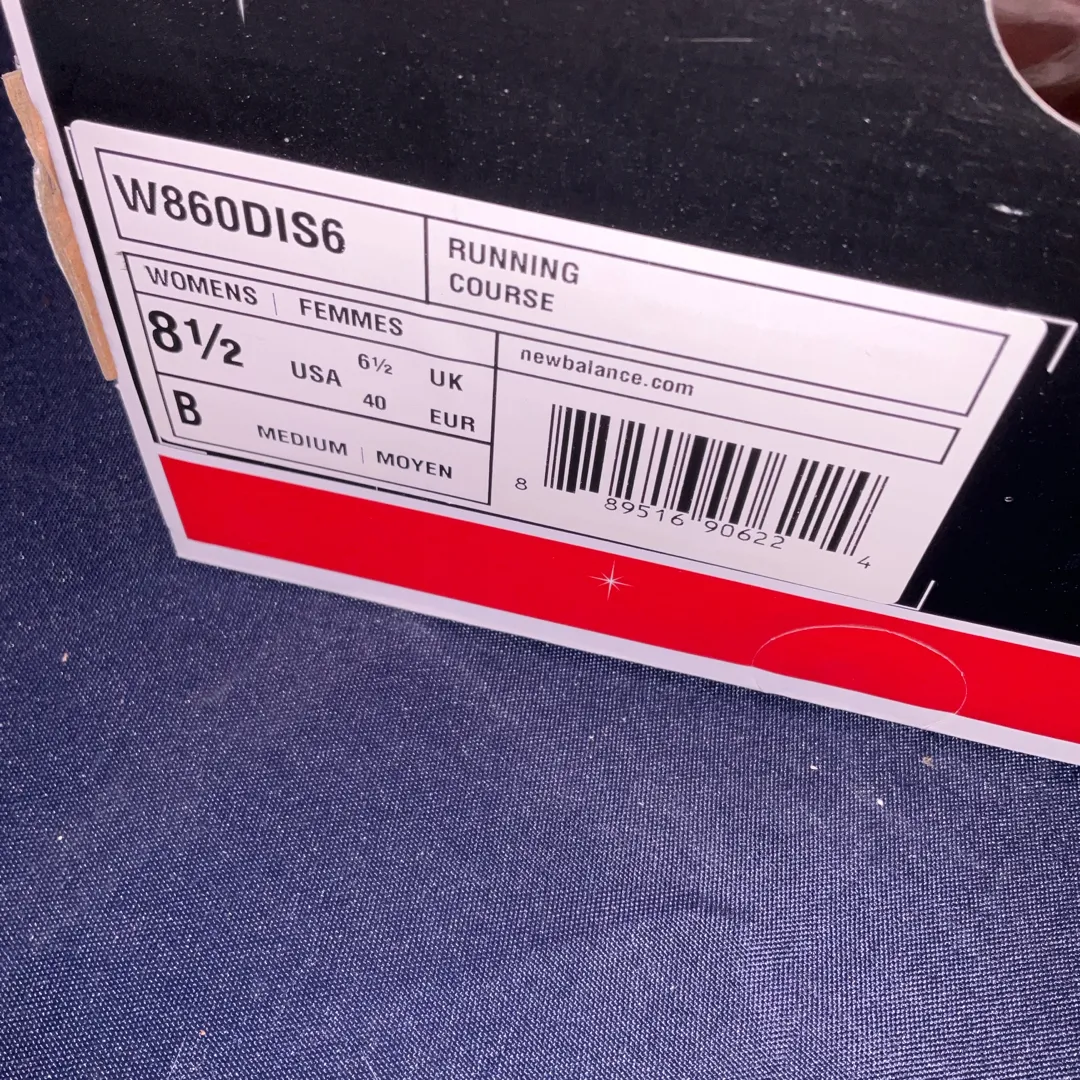 W860DIS6
RUNNING
COURSE
WOMENS | FEMMES
8½ USA 6½ UK
40 EUR
B MEDIUM | MOYEN
newbalance.com
8 89516 90622 4